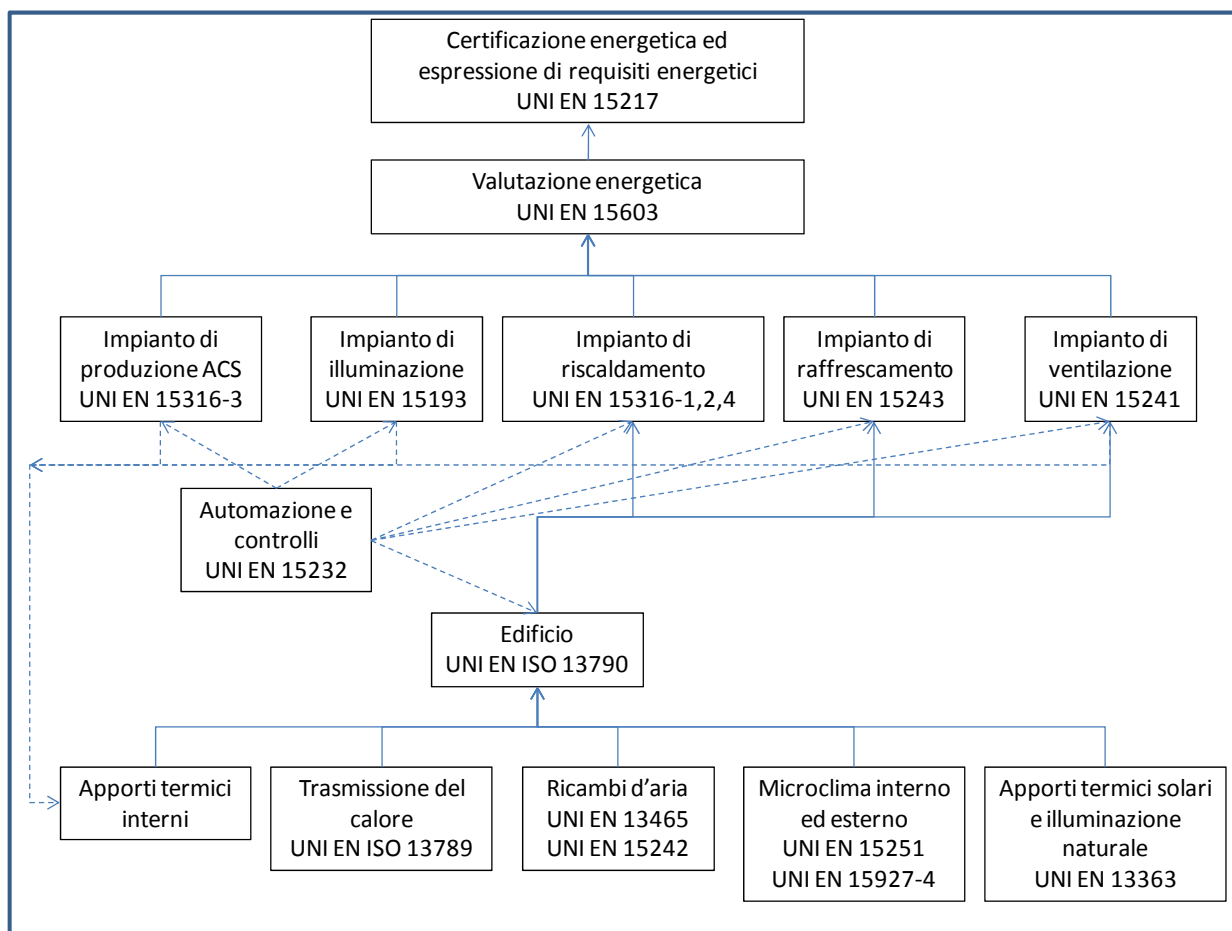 Certificazione energetica ed
espressione di requisiti energetici
UNI EN 15217
Valutazione energetica
UNI EN 15603
Impianto di
produzione ACS
UNI EN 15316-3
Impianto di
illuminazione
UNI EN 15193
Impianto di
riscaldamento
UNI EN 15316-1,2,4
Impianto di
raffrescamento
UNI EN 15243
Impianto di
ventilazione
UNI EN 15241
Automazione e
controlli
UNI EN 15232
Edificio
UNI EN ISO 13790
Apporti termici
interni
Trasmissione del
calore
UNI EN ISO 13789
Ricambi d'aria
UNI EN 13465
UNI EN 15242
Microclima interno
ed esterno
UNI EN 15251
UNI EN 15927-4
Apporti termici solari
e illuminazione
naturale
UNI EN 13363